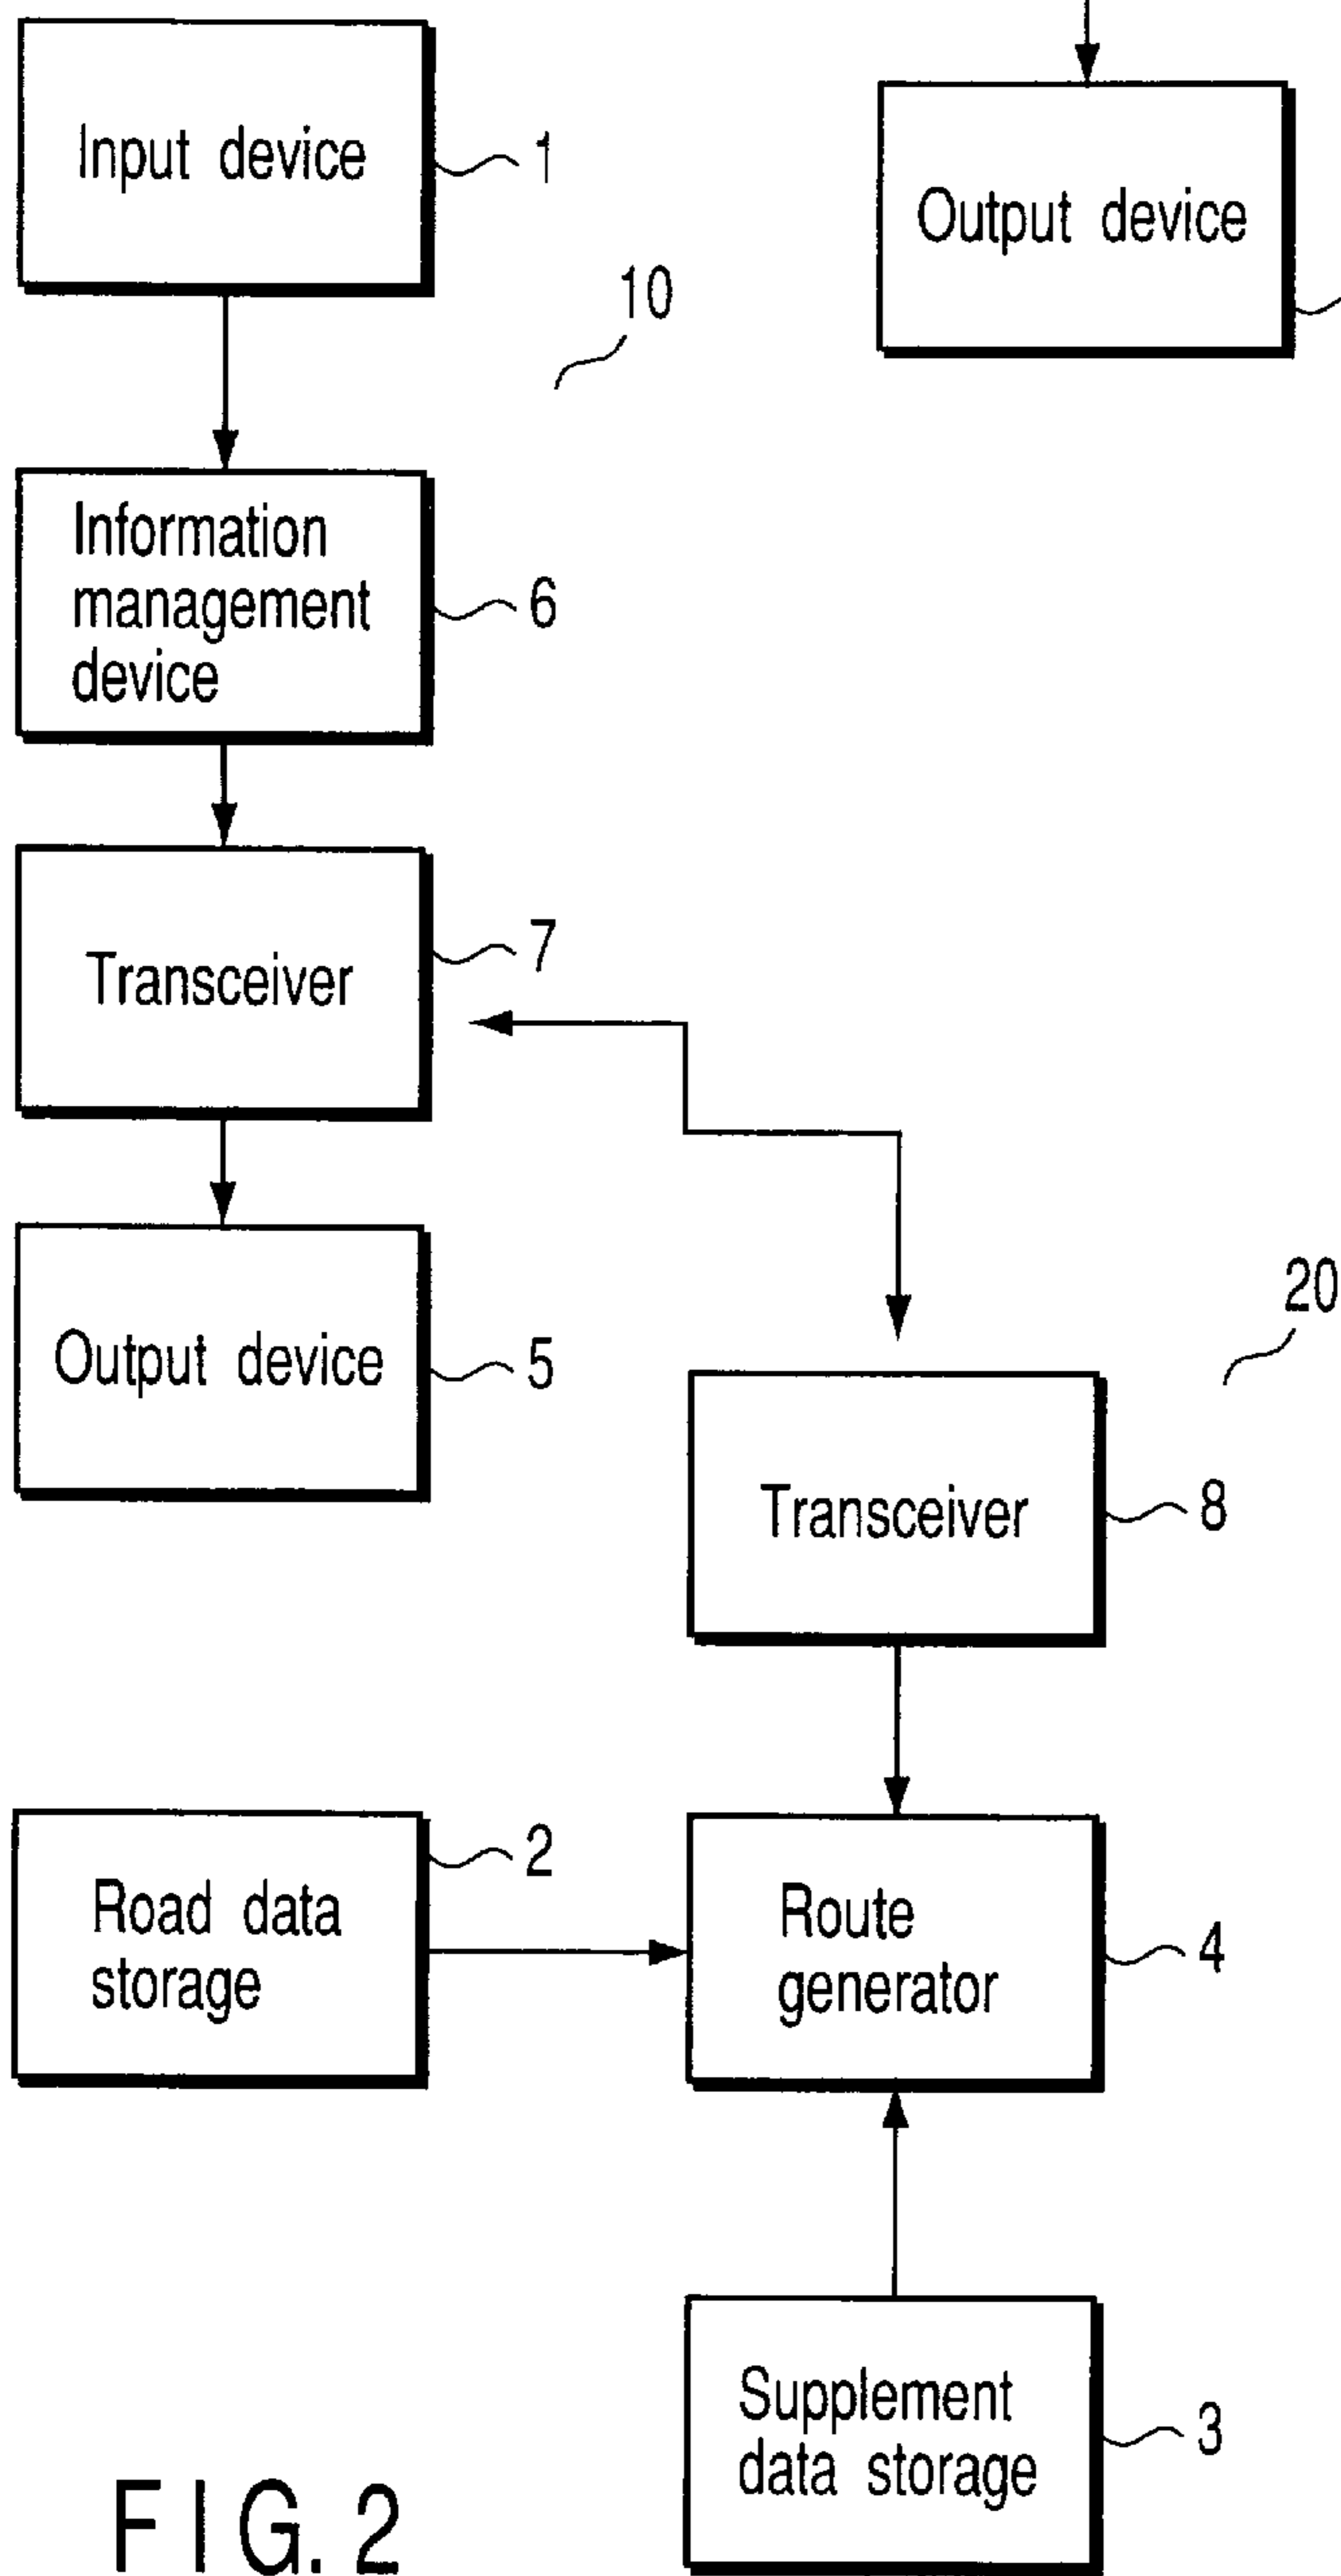 Input device
1
Output device
10
Information
management
device
6
Transceiver
7
Output device
5
20
Transceiver
8
Road data
storage
2
Route
generator
4
Supplement
data storage
3
FIG. 2